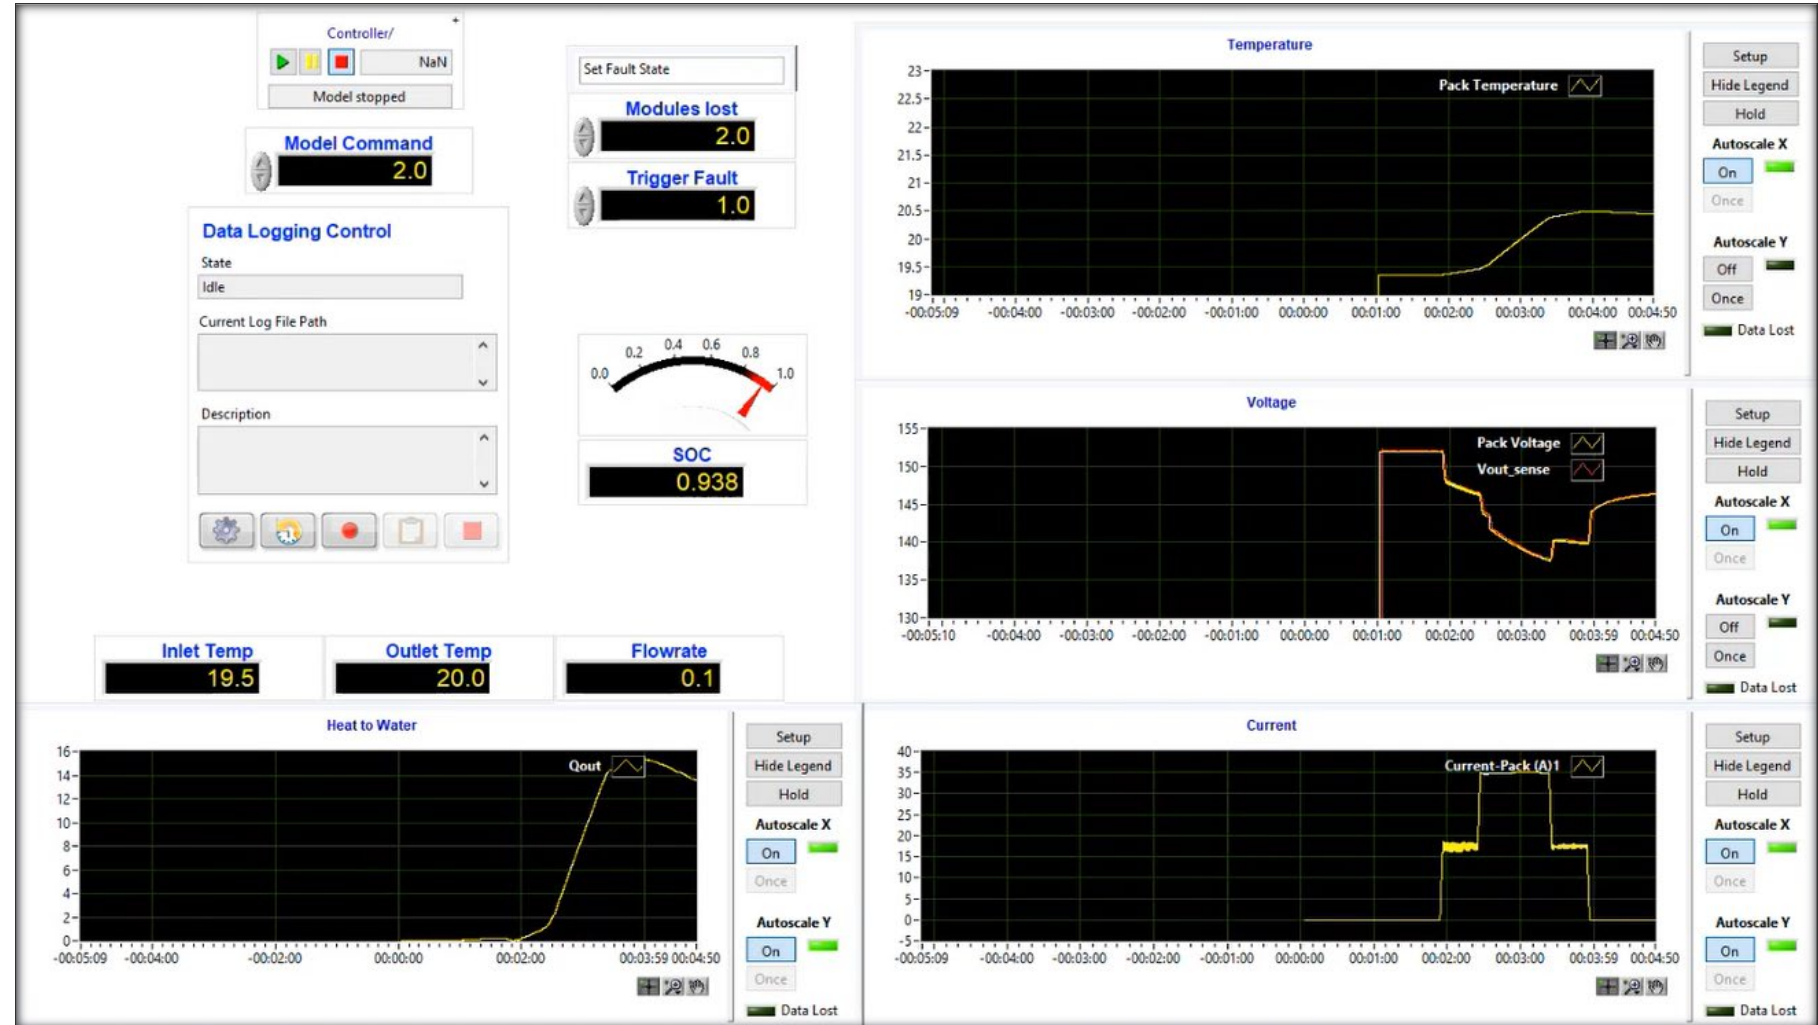 Controller/
NaN
Model stopped
Model Command
2.0
Set Fault State
Modules lost
2.0
Trigger Fault
1.0
Data Logging Control
State
Idle
Current Log File Path
Description
0.0 0.2 0.4 0.6 0.8 1.0
SOC
0.938
Inlet Temp
19.5
Outlet Temp
20.0
Flowrate
0.1
Temperature
Pack Temperature
23
22.5
22
21.5
21
20.5
20
19.5
19
-00:05:09 -00:04:00 -00:03:00 -00:02:00 -00:01:00 00:00:00 00:01:00 00:02:00 00:03:00 00:04:00 00:04:50
Setup
Hide Legend
Hold
Autoscale X
On
Once
Autoscale Y
Off
Once
Data Lost
Voltage
Pack Voltage
Vout_sense
155
150
145
140
135
130
-00:05:10 -00:04:00 -00:03:00 -00:02:00 -00:01:00 00:00:00 00:01:00 00:02:00 00:03:00 00:03:59 00:04:50
Setup
Hide Legend
Hold
Autoscale X
On
Once
Autoscale Y
Off
Once
Data Lost
Heat to Water
Qout
16
14
12
10
8
6
4
2
0
-00:05:09 -00:04:00 -00:02:00 00:00:00 00:02:00 00:03:59 00:04:50
Setup
Hide Legend
Hold
Autoscale X
On
Once
Autoscale Y
On
Once
Data Lost
Current
Current-Pack (A)1
40
35
30
25
20
15
10
5
0
-5
-00:05:09 -00:04:00 -00:03:00 -00:02:00 -00:01:00 00:00:00 00:01:00 00:02:00 00:03:00 00:03:59 00:04:50
Setup
Hide Legend
Hold
Autoscale X
On
Once
Autoscale Y
On
Once
Data Lost